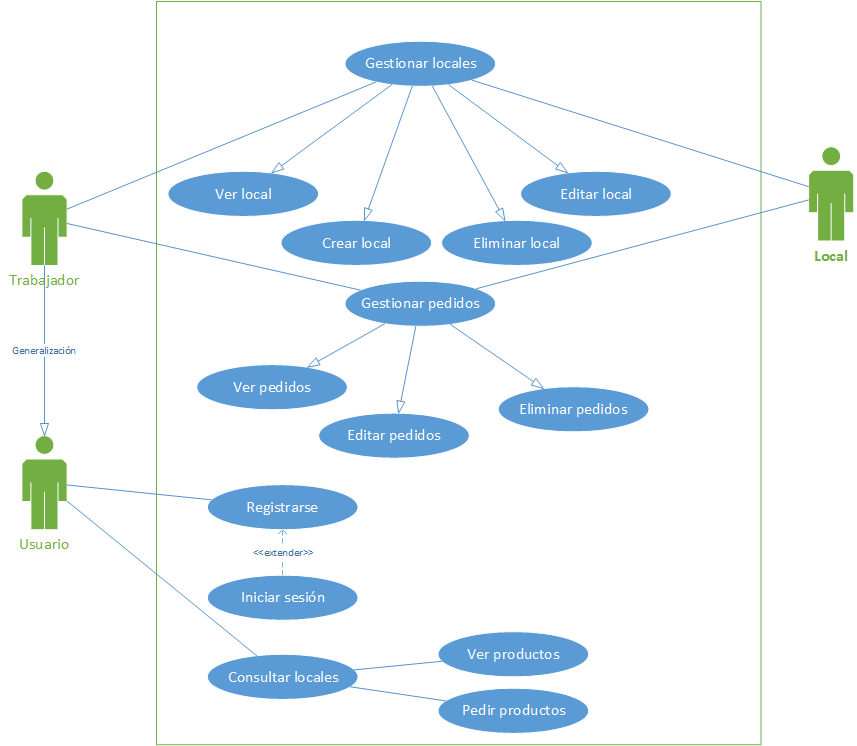 Gestionar locales
Ver local
Editar local
Crear local
Eliminar local
Trabajador
Local
Gestionar pedidos
Generalización
Ver pedidos
Eliminar pedidos
Editar pedidos
Registrarse
Usuario
<<extender>>
Iniciar sesión
Ver productos
Consultar locales
Pedir productos